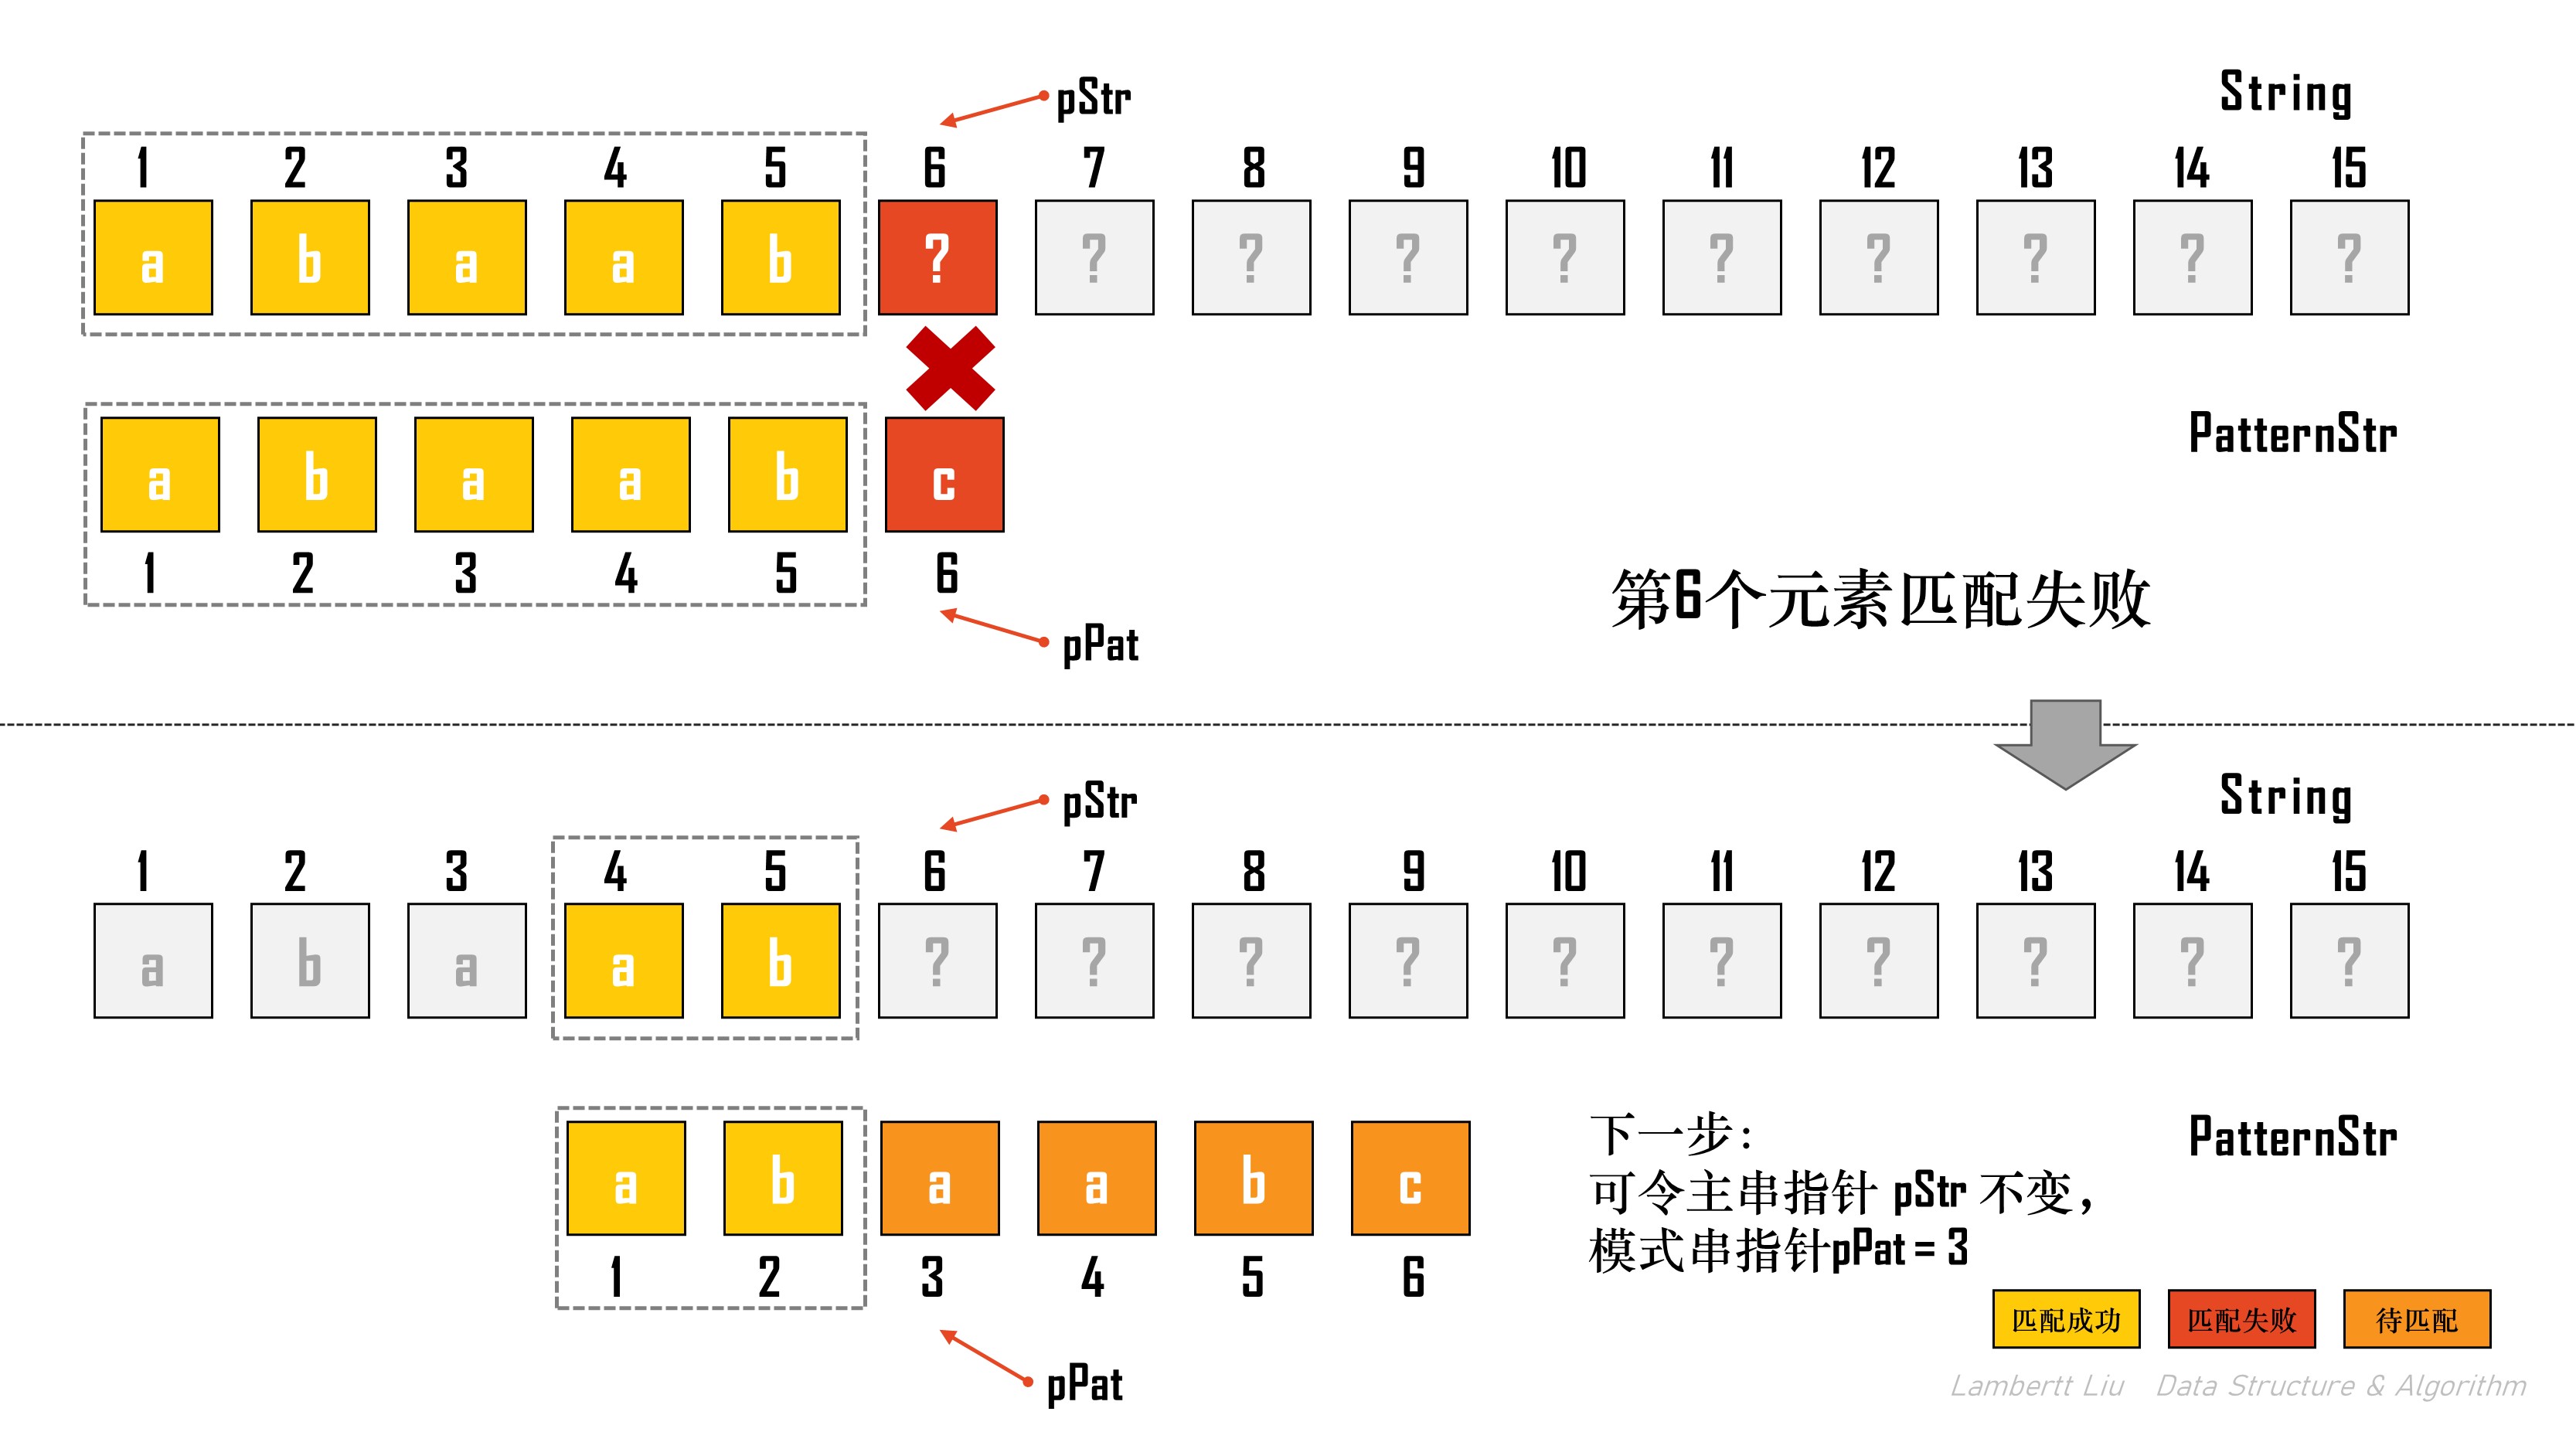 pStr
String
1 2 3 4 5 6 7 8 9 10 11 12 13 14 15
a b a a b ? ? ? ? ? ? ? ? ? ?
PatternStr
a b a a b c
1 2 3 4 5 6
第6个元素匹配失败
pPat
pStr
String
1 2 3 4 5 6 7 8 9 10 11 12 13 14 15
a b a a b ? ? ? ? ? ? ? ? ? ?
PatternStr
a b a a b c
1 2 3 4 5 6
下一步：
可令主串指针 pStr 不变，
模式串指针pPat = 3
pPat
匹配成功 匹配失败 待匹配
Lambertt Liu Data Structure & Algorithm